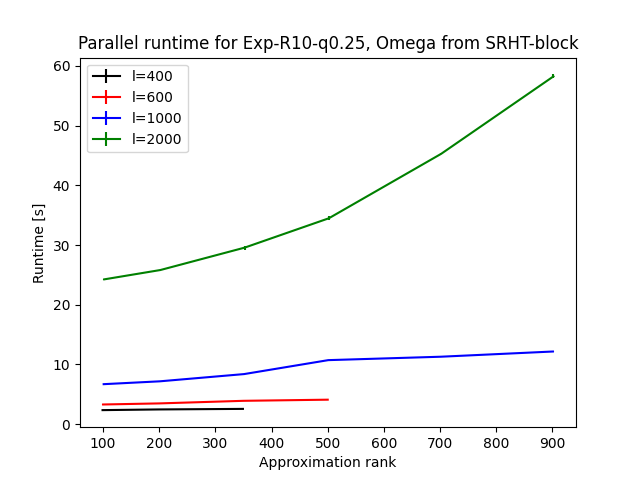 Parallel runtime for Exp-R10-q0.25, Omega from SRHT-block
l=400
l=600
l=1000
l=2000
60
50
40
30
20
10
0
Runtime [s]
100 200 300 400 500 600 700 800 900
Approximation rank